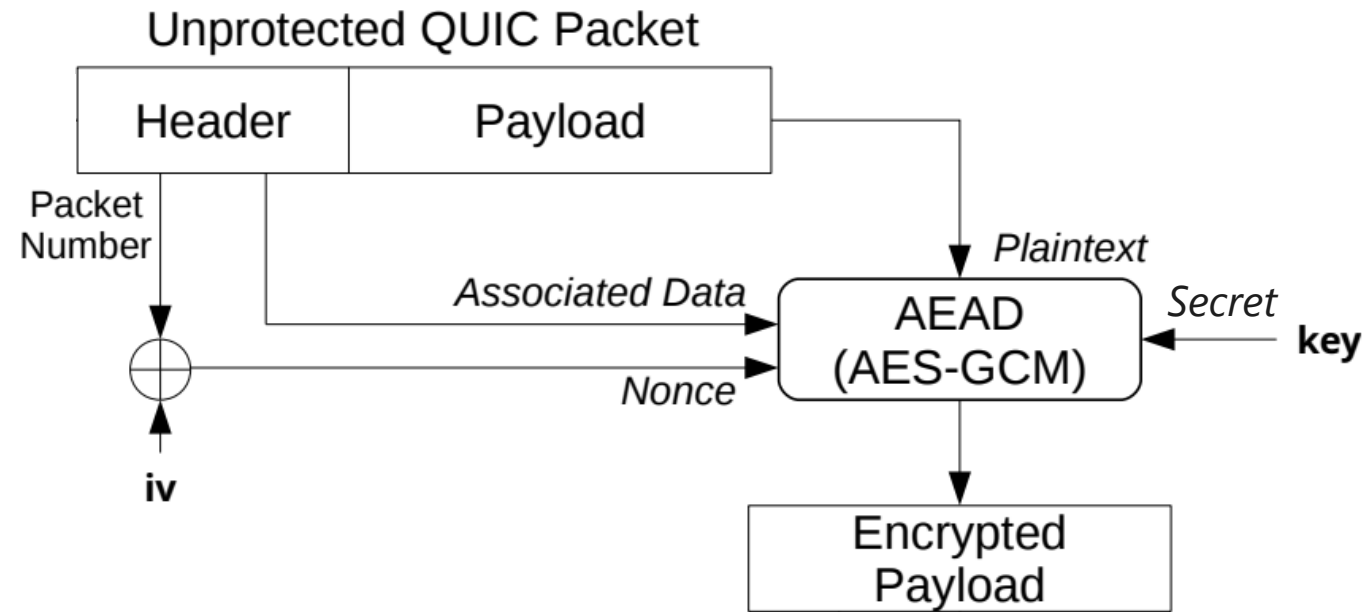 Unprotected QUIC Packet
Header
Payload
Packet
Number
Plaintext
Associated Data
AEAD
(AES-GCM)
Secret
key
Nonce
iv
Encrypted
Payload